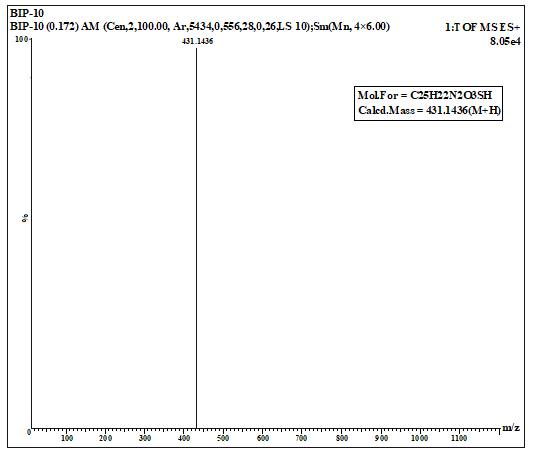 BIP-10
BIP-10 (0.172) AM (Cen,2,100.00, Ar,5434,0,556,28,0,26,LS 10);Sm(Mn, 4×6.00)
1:TOF MS ES+
8.05e4
100
431.1436
Mol.For = C25H22N2O3SH
Calcd.Mass = 431.1436(M+H)
%
0
m/z
100 200 300 400 500 600 700 800 900 1000 1100